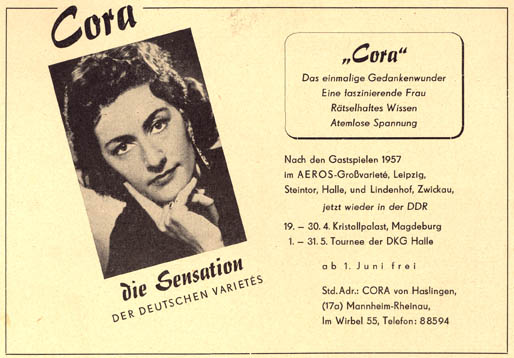 Cora
die Sensation
DER DEUTSCHEN VARIETÉS
„Cora“
Das einmalige Gedankenwunder
Eine faszinierende Frau
Rätselhaftes Wissen
Atemlose Spannung
Nach den Gastspielen 1957
im AEROS-Großvarieté, Leipzig,
Steintor, Halle, und Lindenhof, Zwickau,
jetzt wieder in der DDR
19. – 30. 4. Kristallpalast, Magdeburg
1. – 31. 5. Tournee der DKG Halle
ab 1. Juni frei
Std. Adr.: CORA von Haslingen,
(17a) Mannheim-Rheinau,
Im Wirbel 55, Telefon: 88594